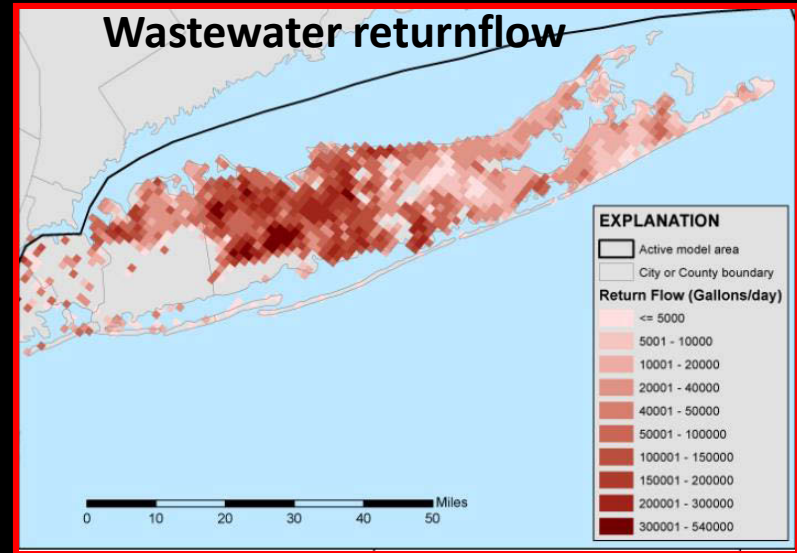 Wastewater returnflow
EXPLANATION
Active model area
City or County boundary
Return Flow (Gallons/day)
<= 5000
5001 - 10000
10001 - 20000
20001 - 40000
40001 - 50000
50001 - 100000
100001 - 150000
150001 - 200000
200001 - 300000
300001 - 540000
Miles
0 10 20 30 40 50